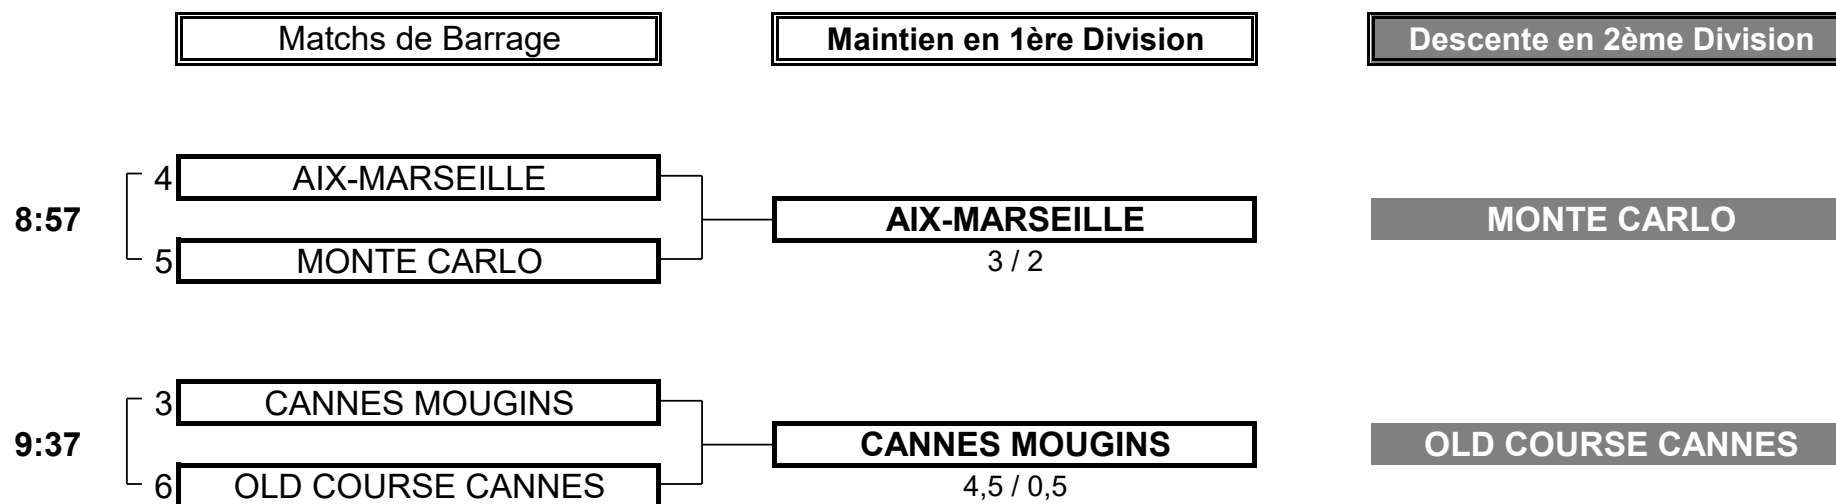 Matchs de Barrage
Maintien en 1ère Division
Descente en 2ème Division
4 AIX-MARSEILLE
8:57
AIX-MARSEILLE
MONTE CARLO
5 MONTE CARLO
3 / 2
3 CANNES MOUGINS
9:37
CANNES MOUGINS
OLD COURSE CANNES
6 OLD COURSE CANNES
4,5 / 0,5